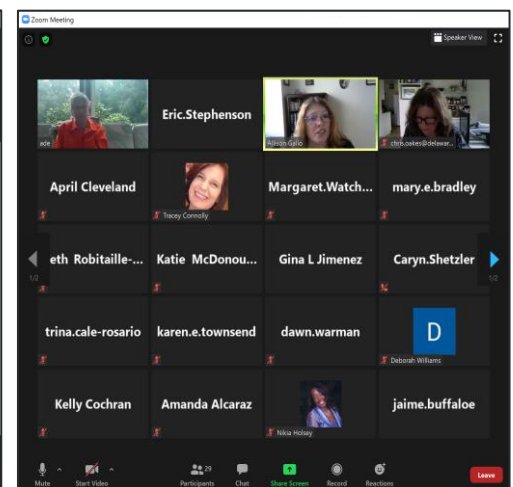 Zoom Meeting
Speaker View
ade
Eric.Stephenson
Allison Gallo
chris.oakes@delawar...
April Cleveland
Tracey Connolly
Margaret.Watch...
mary.e.bradley
1/2
eth Robitaille-...
Katie McDonou...
Gina L Jimenez
Caryn.Shetzler
1/2
trina.cale-rosario
karen.e.townsend
dawn.warman
D
Deborah Williams
Kelly Cochran
Amanda Alcaraz
Nikia Holsey
jaime.buffaloe
Mute
Start Video
29
Participants
Chat
Share Screen
Record
Reactions
Leave